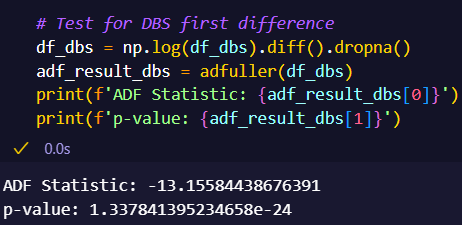 # Test for DBS first difference
df_dbs = np.log(df_dbs).diff().dropna()
adf_result_dbs = adfuller(df_dbs)
print(f'ADF Statistic: {adf_result_dbs[0]}')
print(f'p-value: {adf_result_dbs[1]}')
0.0s
ADF Statistic: -13.15584438676391
p-value: 1.337841395234658e-24